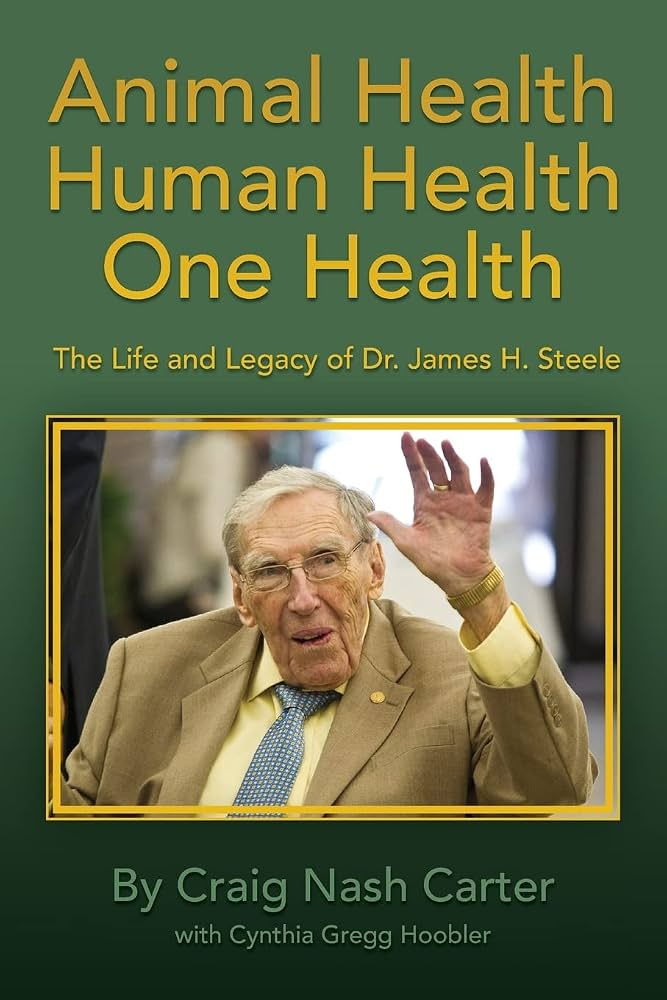 Animal Health
Human Health
One Health
The Life and Legacy of Dr. James H. Steele
By Craig Nash Carter
with Cynthia Gregg Hoobler